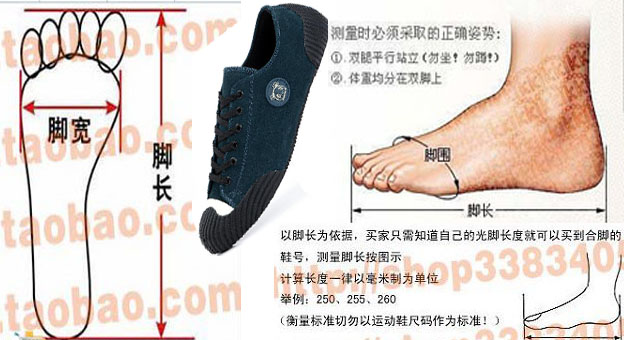 taobao.com
脚宽
脚长
.taobao.com
.taobao.com
测量时必须采取的正确姿势:
①. 双腿平行站立(勿坐!勿蹲!)
②. 体重均分在双脚上
脚围
脚长
以脚长为依据，买家只需知道自己的光脚长度就可以买到合脚的
鞋号，测量脚长按图示
计算长度一律以毫米制为单位
举例：250、255、260
（衡量标准切勿以运动鞋尺码作为标准！）
http://shop338340